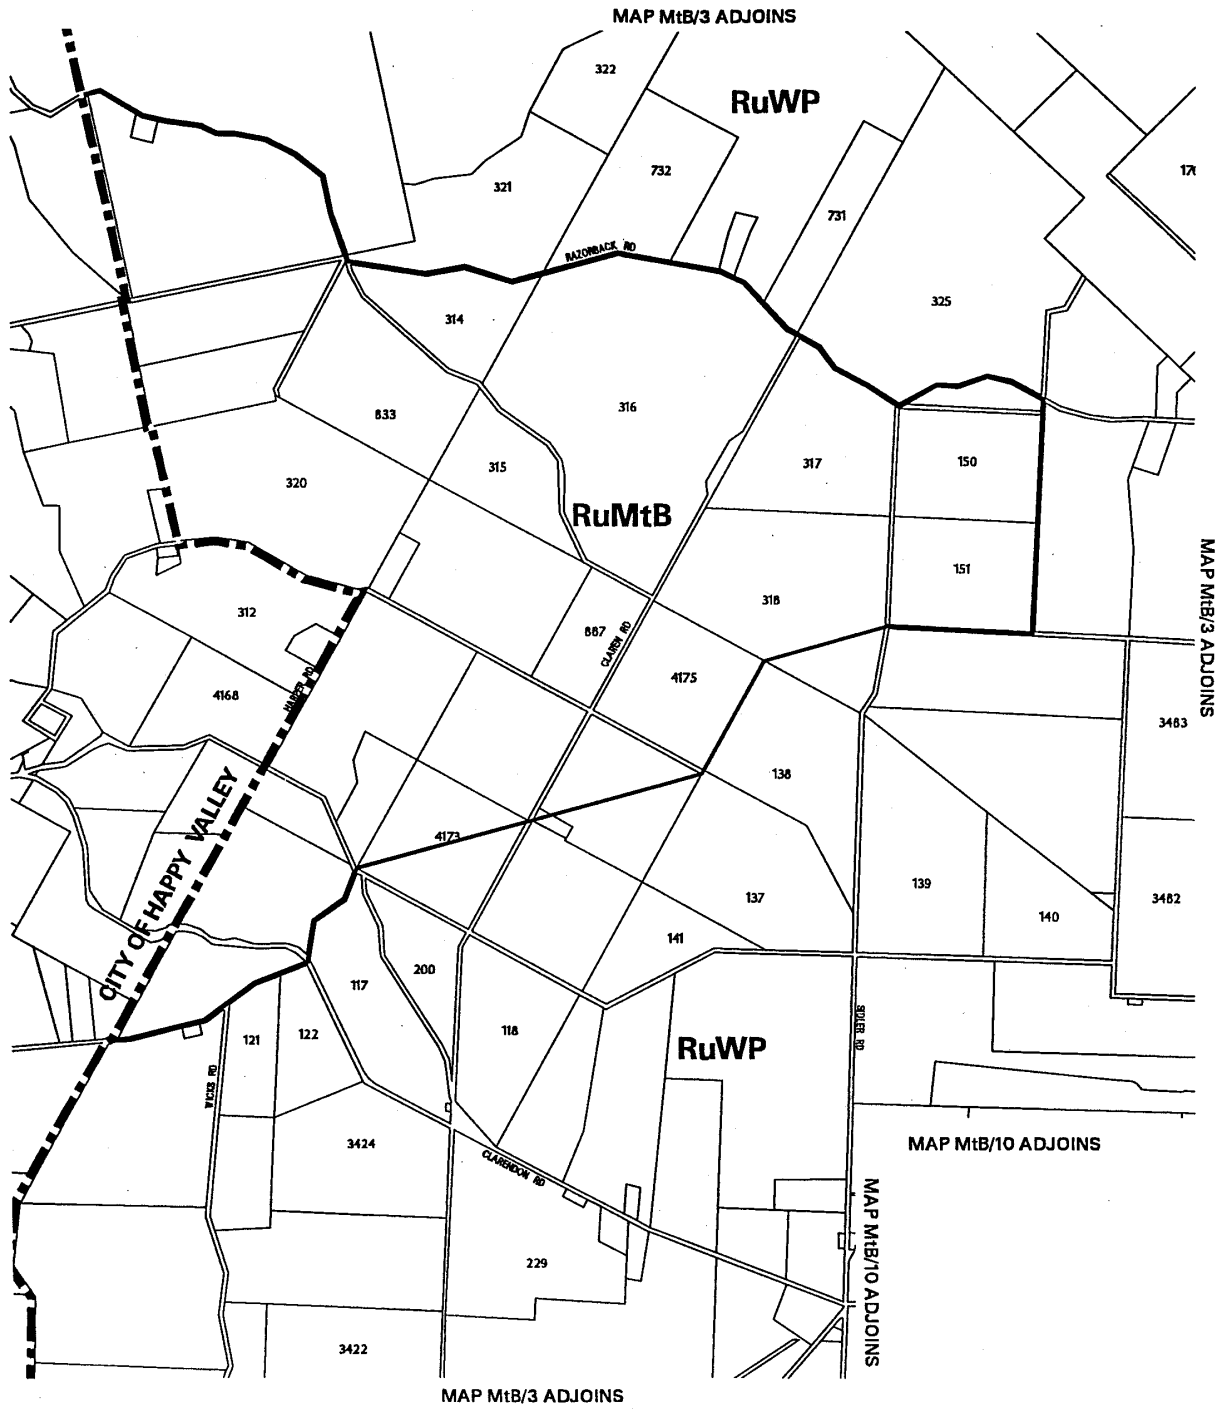 MAP MtB/3 ADJOINS
322
RuWP
732
321
731
RAZORBACK RD
325
314
316
833
315
317
150
320
RuMtB
151
MAP MtB/3 ADJOINS
312
318
887
CLAREN RD
4175
4168
HARPER RD
3483
138
CITY OF HAPPY VALLEY
4173
139
137
3482
140
141
200
117
118
122
121
RuWP
SIDLER RD
WICKS RD
3424
MAP MtB/10 ADJOINS
CLARENDON RD
MAP MtB/10 ADJOINS
229
3422
MAP MtB/3 ADJOINS